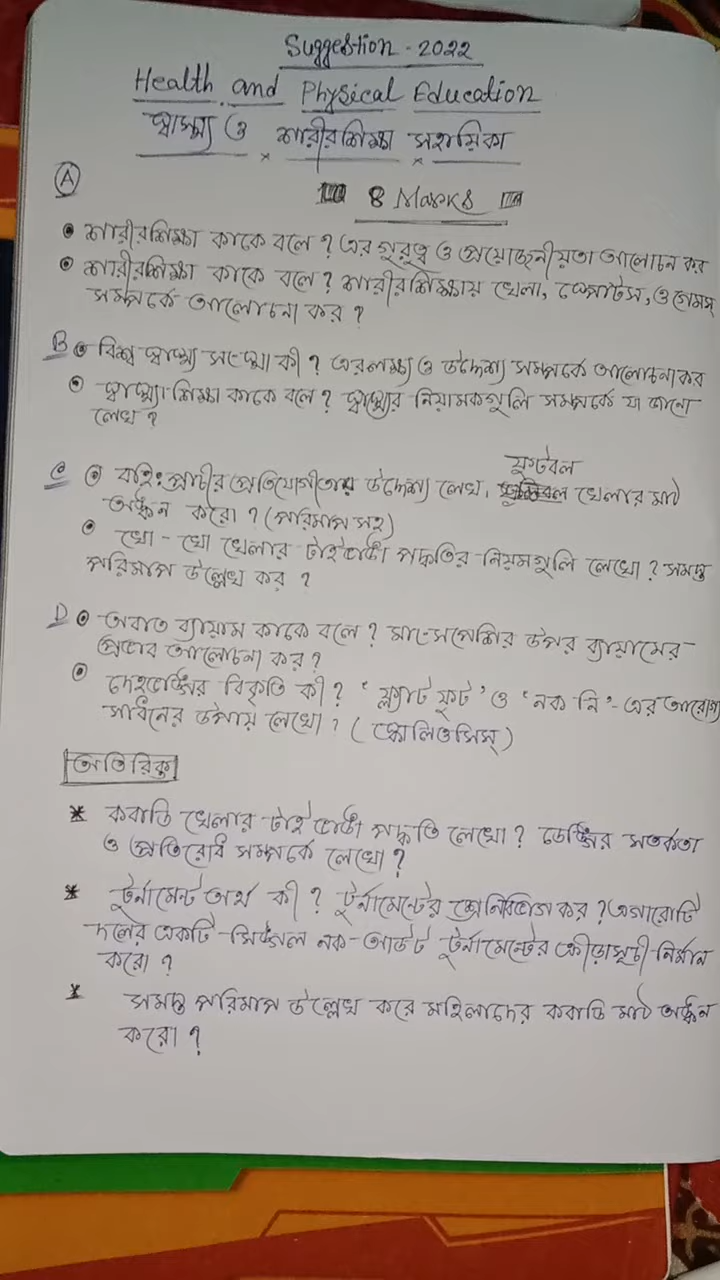 Suggestion - 2022
Health and Physical Education
স্বাস্থ্য ও শারীরশিক্ষা সহায়িকা
A
8 Marks
শারীরশিক্ষা কাকে বলে ? এর গুরুত্ব ও প্রয়োজনীয়তা আলোচনা কর
শারীরশিক্ষা কাকে বলে ? শারীরশিক্ষায় খেলা, স্পোর্টস, ও গেমস্
সম্পর্কে আলোচনা কর ?
B বিশ্ব স্বাস্থ্য সংস্থা কী ? এর লক্ষ্য ও উদ্দেশ্য সম্পর্কে আলোচনা কর
স্বাস্থ্য শিক্ষা কাকে বলে ? স্বাস্থ্যের নিয়ামকগুলি সম্পর্কে যা জানো
লেখ ?
ফুটবল
C বহিঃপ্রাচীর প্রতিযোগীতার উদ্দেশ্য লেখ, খেলার মাঠ
অঙ্কন করো ? (পরিমাপ সহ)
খো - খো খেলার টাইভাঙা পদ্ধতির নিয়মগুলি লেখো ? সমস্ত
পরিমাপ উল্লেখ কর ?
D অবাত ব্যায়াম কাকে বলে ? মাংসপেশির উপর ব্যায়ামের
প্রভাব আলোচনা কর ?
দেহভঙ্গির বিকৃতি কী ? 'ফ্ল্যাট ফুট' ও 'নক নি'- এর আরোগ্য
সাধনের উপায় লেখো ? (স্কোলিওসিস্)
অতিরিক্ত
* কবাডি খেলার টাইভাঙা পদ্ধতি লেখো ? ডেঙ্গির সতর্কতা
ও প্রতিরোধ সম্পর্কে লেখো ?
* টুর্নামেন্ট অর্থ কী ? টুর্নামেন্টের শ্রেনিবিভাগ কর ? এগারোটি
দলের একটি সিঙ্গল নক-আউট টুর্নামেন্টের ক্রীড়াসূচী নির্মান
করো ?
* সমস্ত পরিমাপ উল্লেখ করে মহিলাদের কবাডি মাঠ অঙ্কন
করো ?